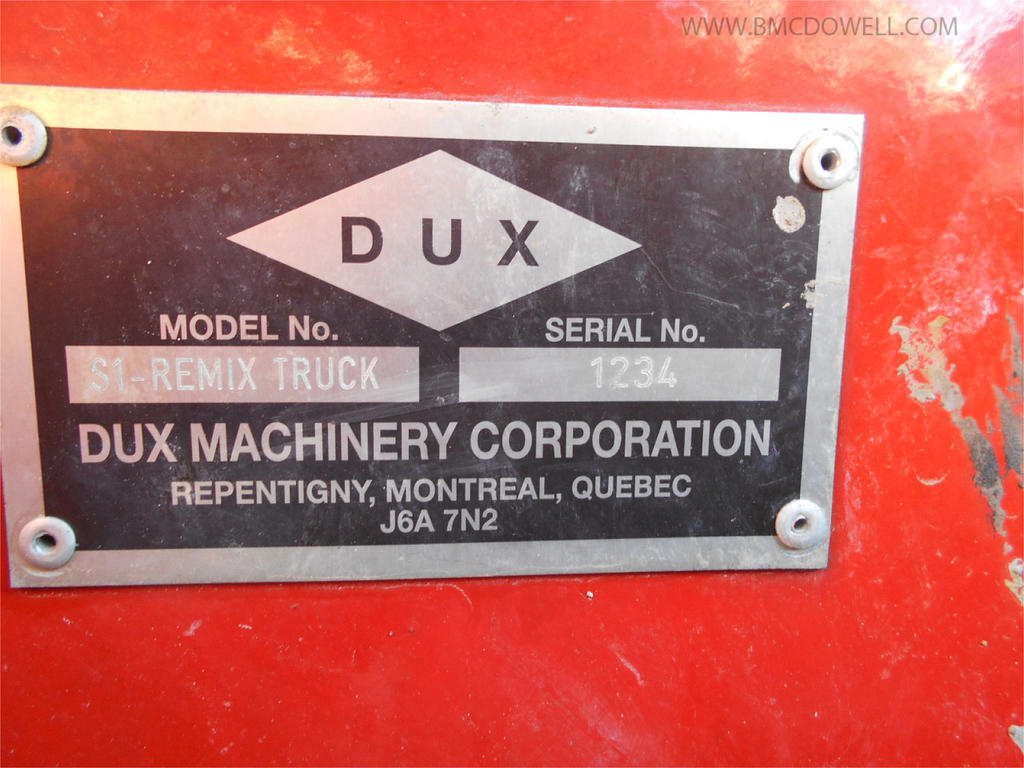 WWW.BMCDOWELL.COM
DUX
MODEL No. SERIAL No.
S1-REMIX TRUCK 1234
DUX MACHINERY CORPORATION
REPENTIGNY, MONTREAL, QUEBEC
J6A 7N2